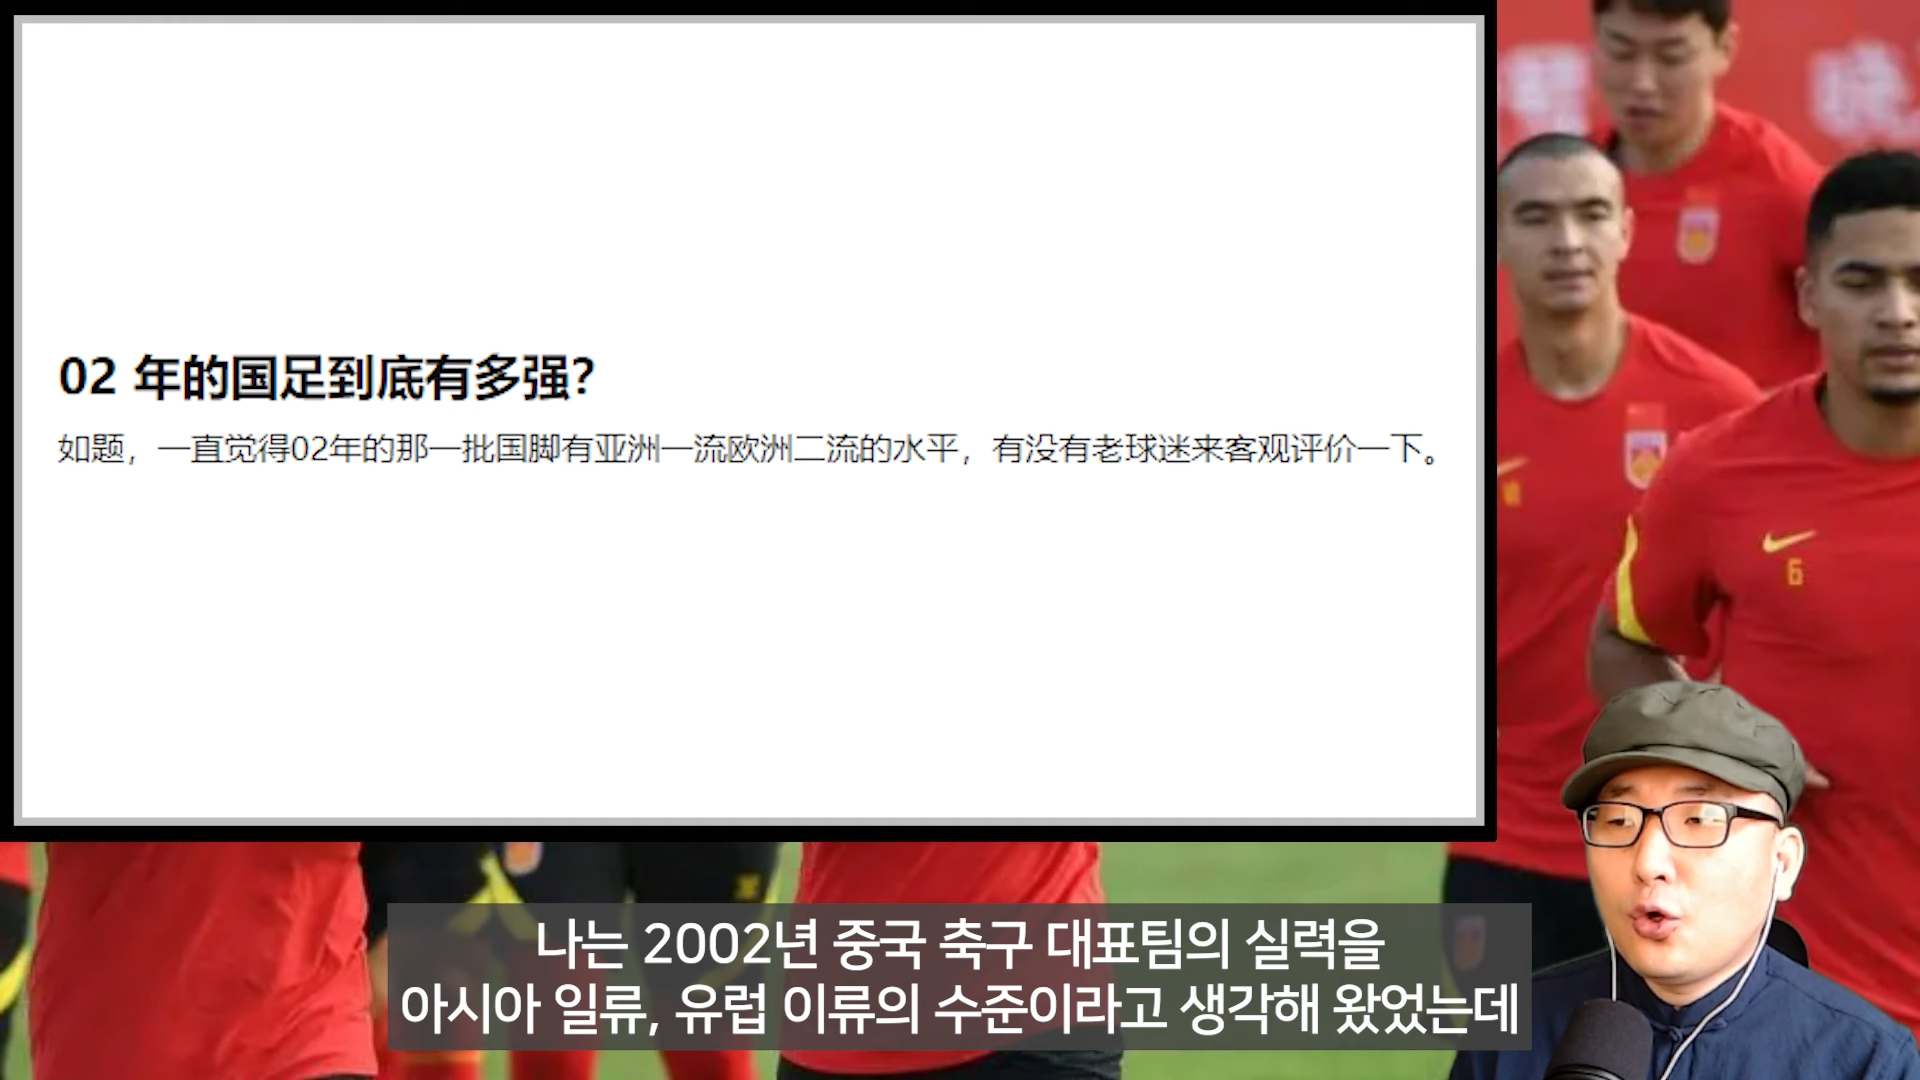 02 年的国足到底有多强？
如题，一直觉得02年的那一批国脚有亚洲一流欧洲二流的水平，有没有老球迷来客观评价一下。
6
나는 2002년 중국 축구 대표팀의 실력을
아시아 일류, 유럽 이류의 수준이라고 생각해 왔었는데